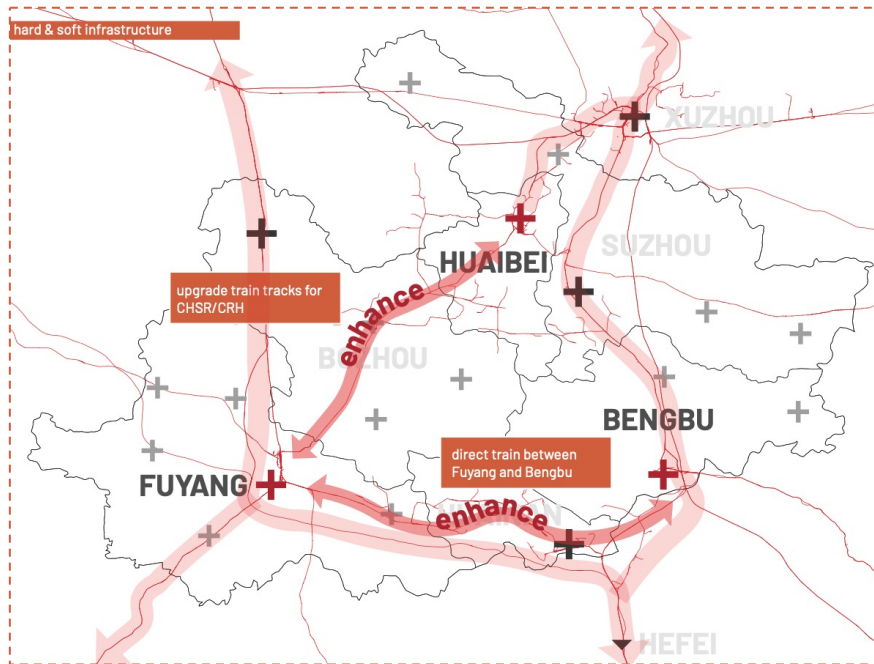 hard & soft infrastructure
XUZHOU
SUZHOU
HUAIBEI
upgrade train tracks for
CHSR/CRH
enhance
BOZHOU
BENGBU
direct train between
Fuyang and Bengbu
FUYANG
enhance
HEFEI